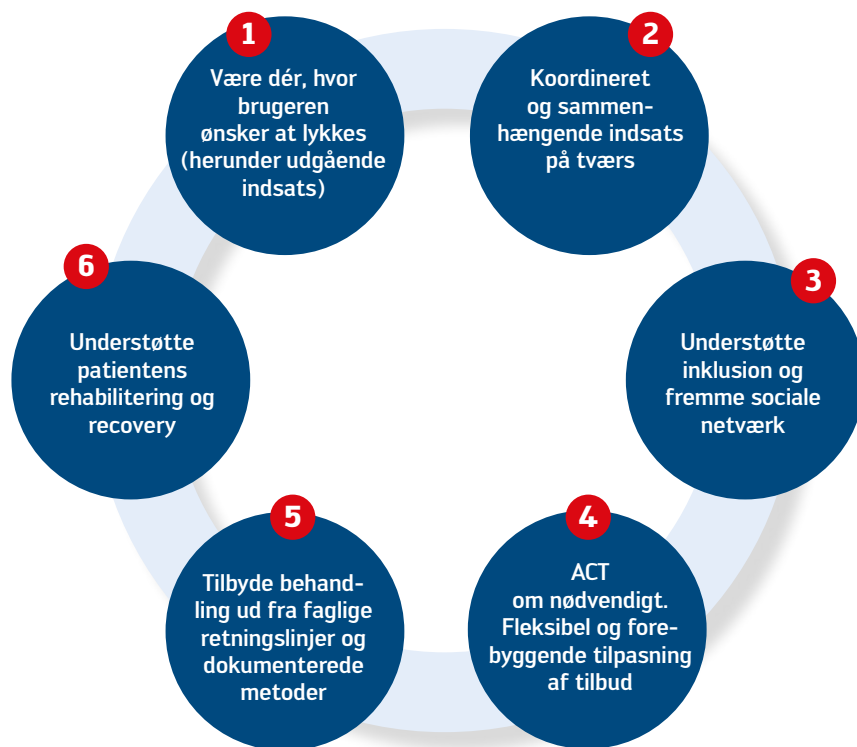 1
Være dér, hvor
brugeren
ønsker at lykkes
(herunder udgående
indsats)
2
Koordineret
og sammen-
hængende indsats
på tværs
3
Understøtte
inklusion og
fremme sociale
netværk
4
ACT
om nødvendigt.
Fleksibel og fore-
byggende tilpasning
af tilbud
5
Tilbyde behand-
ling ud fra faglige
retningslinjer og
dokumenterede
metoder
6
Understøtte
patientens
rehabilitering og
recovery